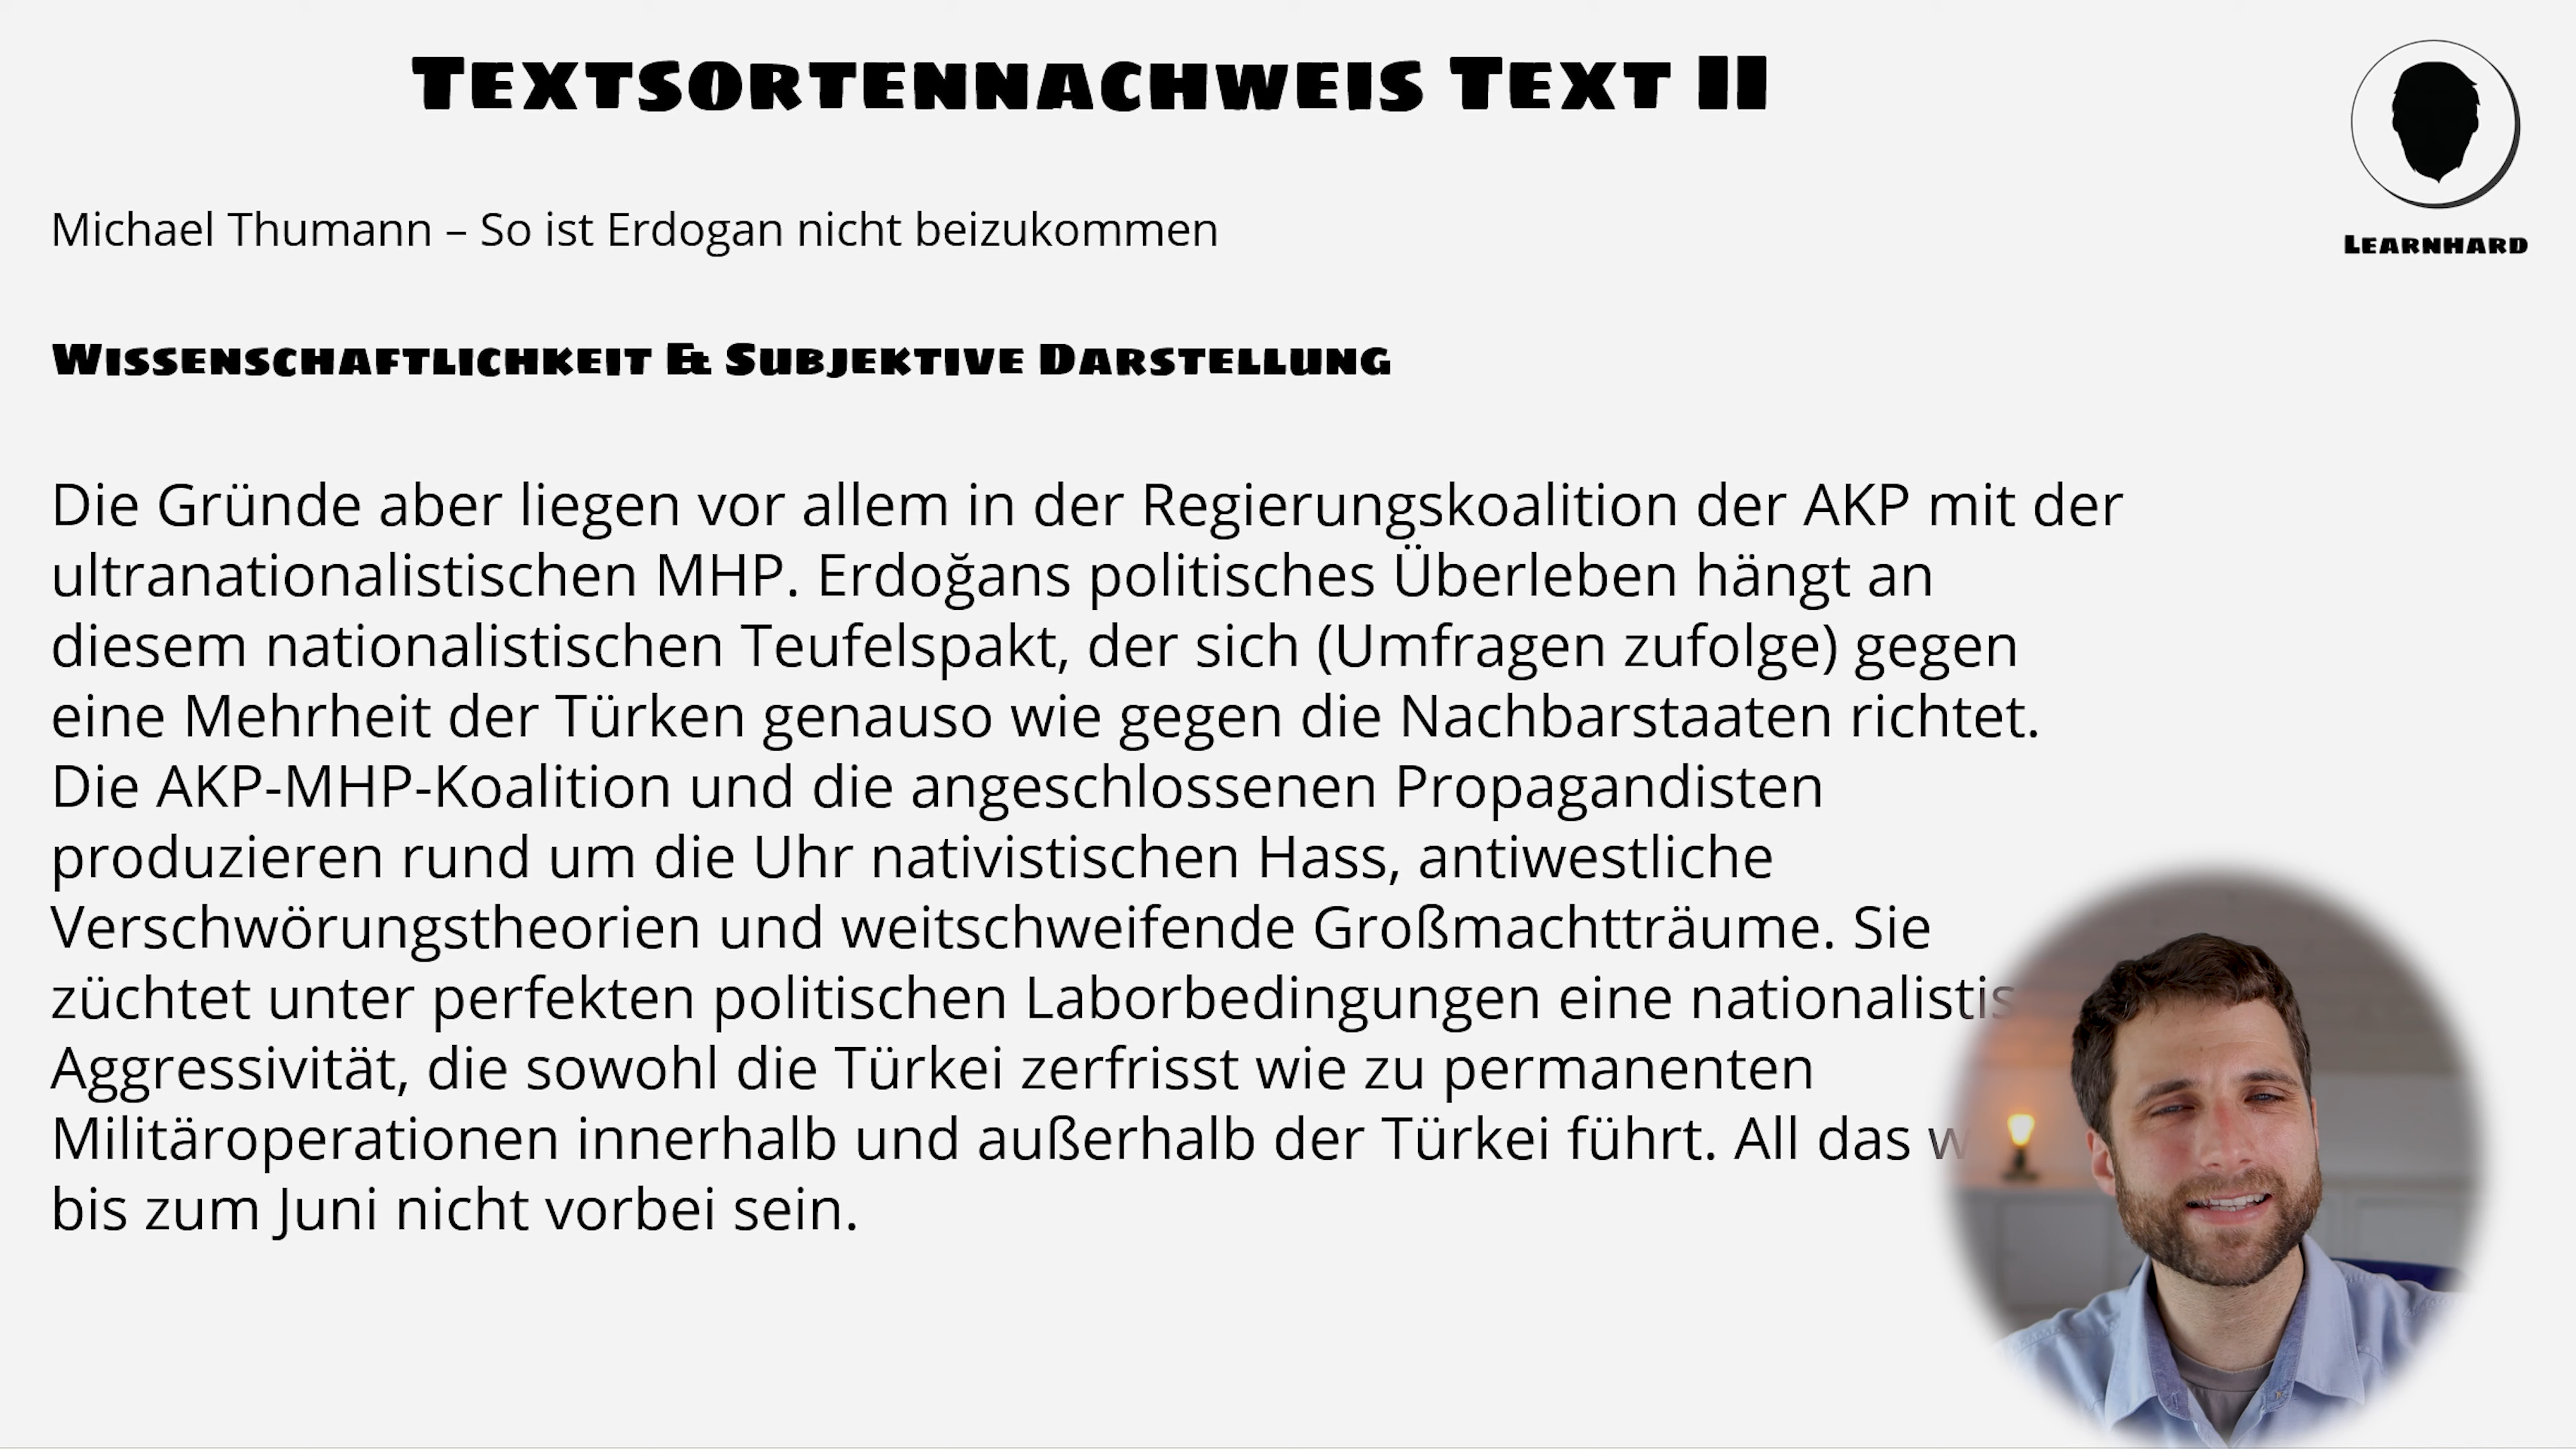 Textsortennachweis Text II
Learnhard
Michael Thumann – So ist Erdogan nicht beizukommen
Wissenschaftlichkeit & Subjektive Darstellung
Die Gründe aber liegen vor allem in der Regierungskoalition der AKP mit der
ultranationalistischen MHP. Erdoğans politisches Überleben hängt an
diesem nationalistischen Teufelspakt, der sich (Umfragen zufolge) gegen
eine Mehrheit der Türken genauso wie gegen die Nachbarstaaten richtet.
Die AKP-MHP-Koalition und die angeschlossenen Propagandisten
produzieren rund um die Uhr nativistischen Hass, antiwestliche
Verschwörungstheorien und weitschweifende Großmachtträume. Sie
züchtet unter perfekten politischen Laborbedingungen eine
Aggressivität, die sowohl die Türkei zerfrisst wie zu permanenten
Militäroperationen innerhalb und außerhalb der Türkei führt. All das
bis zum Juni nicht vorbei sein.